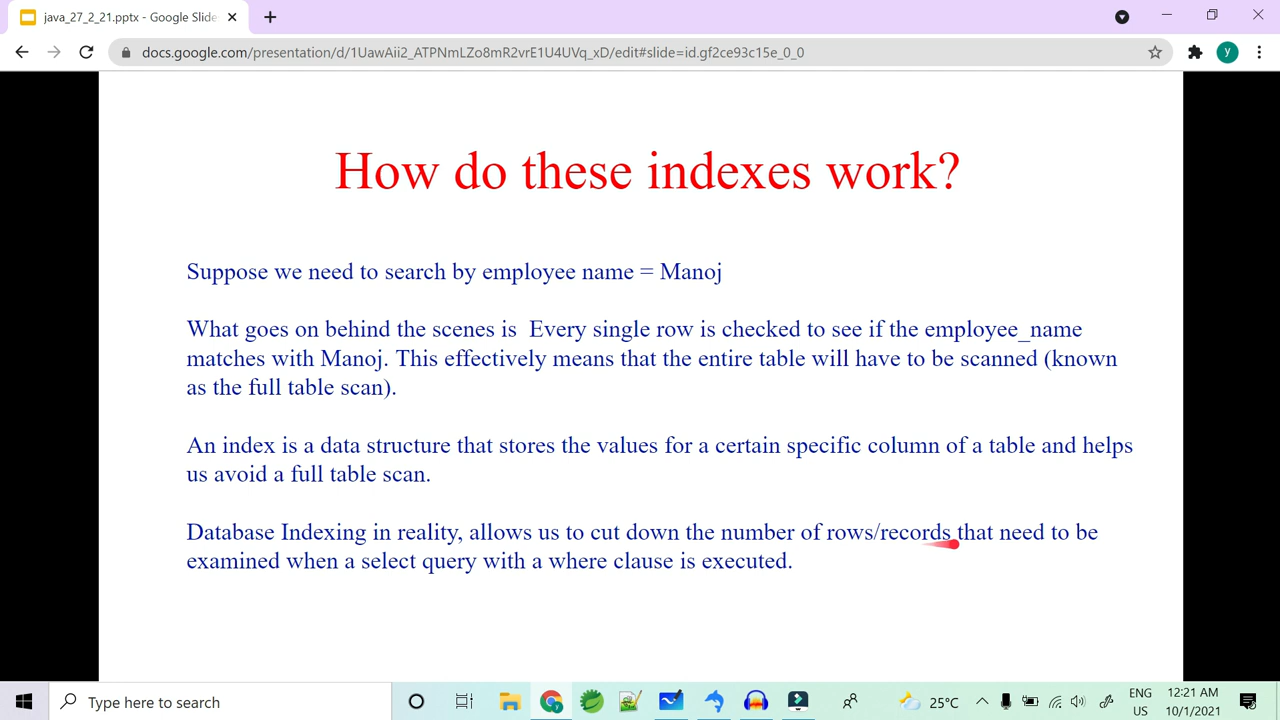 java_27_2_21.pptx - Google Slide
docs.google.com/presentation/d/1UawAii2_ATPNmLZo8mR2vrE1U4UVq_xD/edit#slide=id.gf2ce93c15e_0_0
y
How do these indexes work?
Suppose we need to search by employee name = Manoj
What goes on behind the scenes is  Every single row is checked to see if the employee_name
matches with Manoj. This effectively means that the entire table will have to be scanned (known
as the full table scan).
An index is a data structure that stores the values for a certain specific column of a table and helps
us avoid a full table scan.
Database Indexing in reality, allows us to cut down the number of rows/records that need to be
examined when a select query with a where clause is executed.
Type here to search
25°C
ENG
US
12:21 AM
10/1/2021